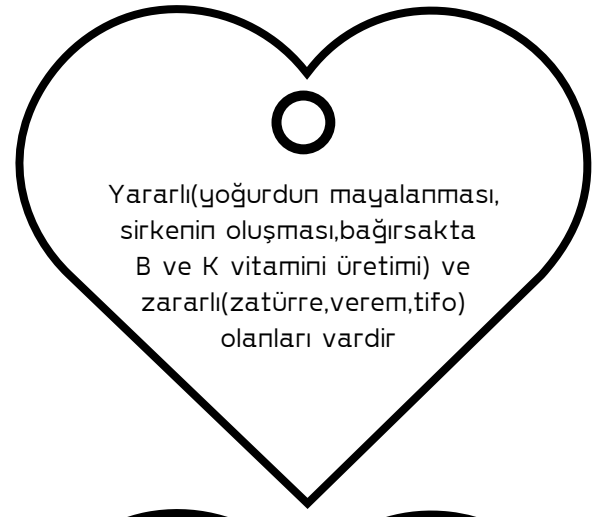 Yararlı(yoğurdun mayalanması,
sirkenin oluşması,bağırsakta
B ve K vitamini üretimi) ve
zararlı(zatürre,verem,tifo)
olanları vardir